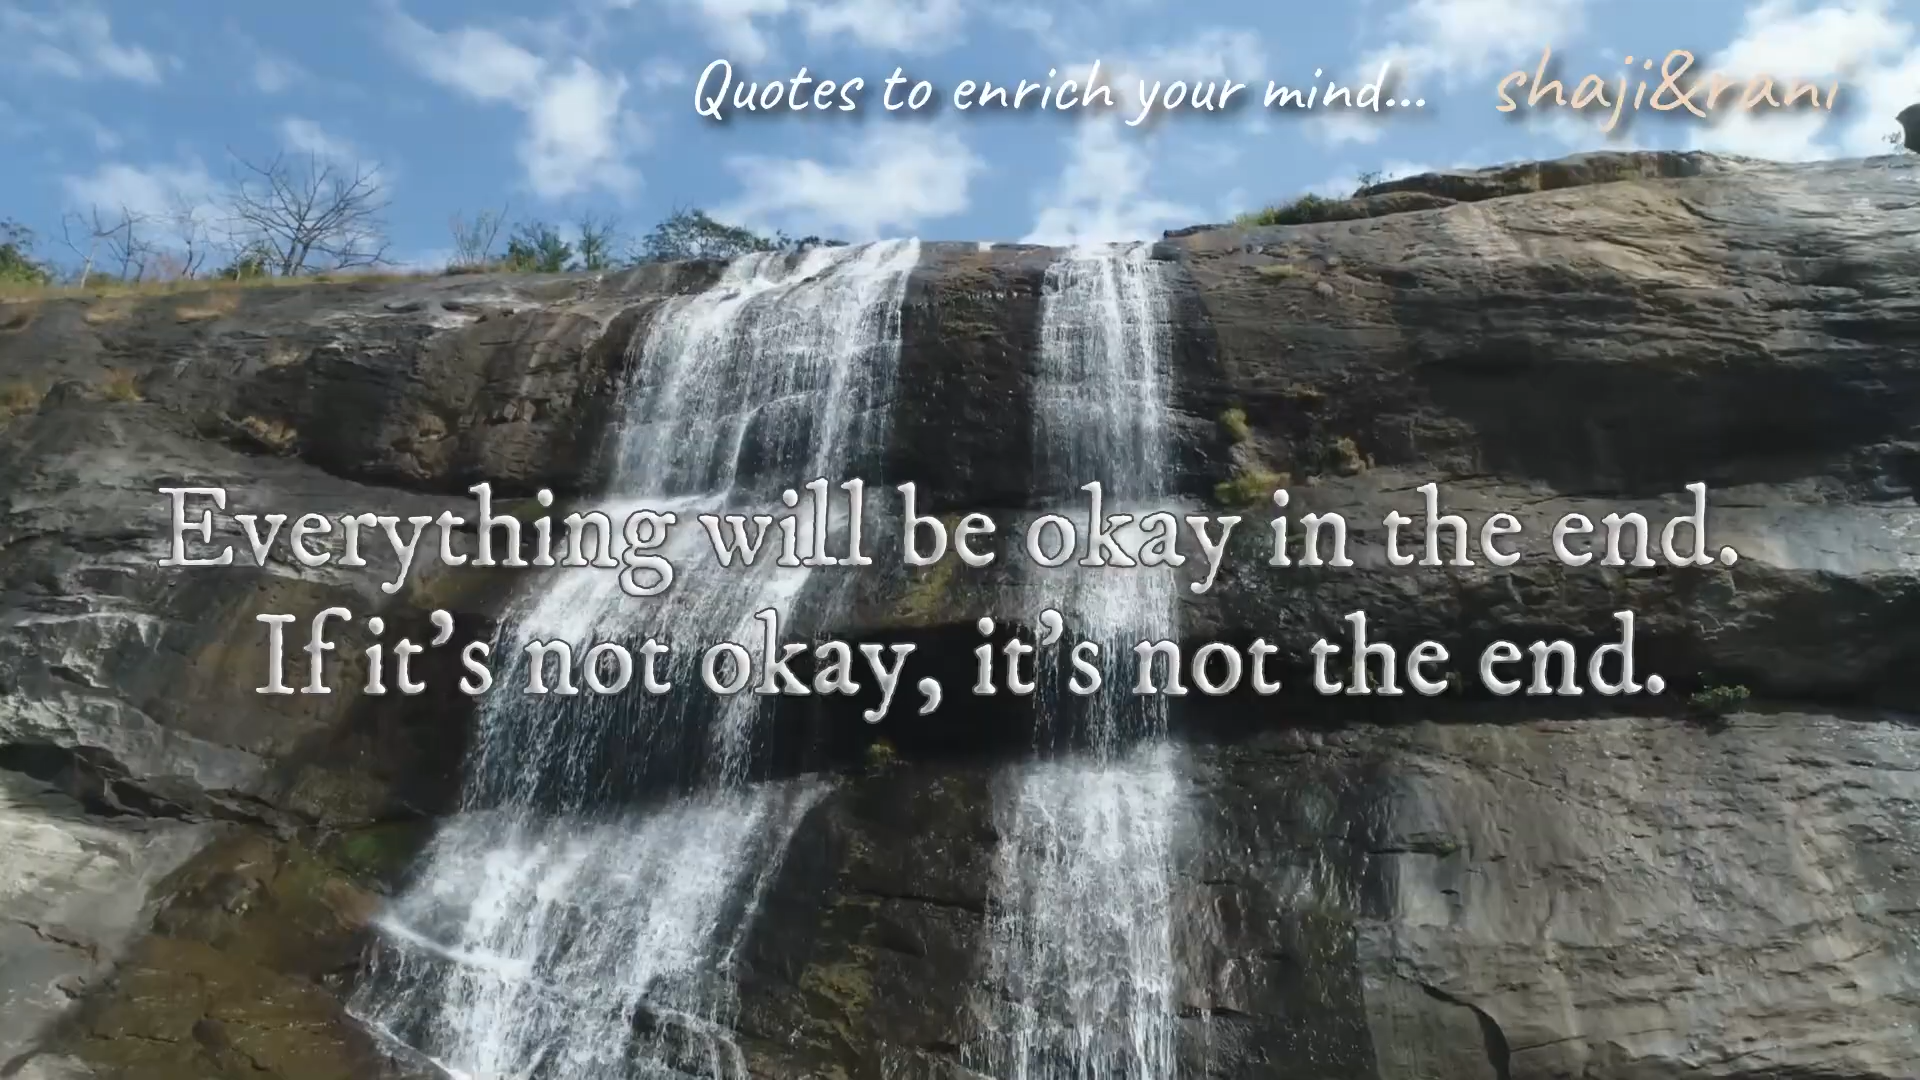 Quotes to enrich your mind... shaji&rani
Everything will be okay in the end.
If it’s not okay, it’s not the end.